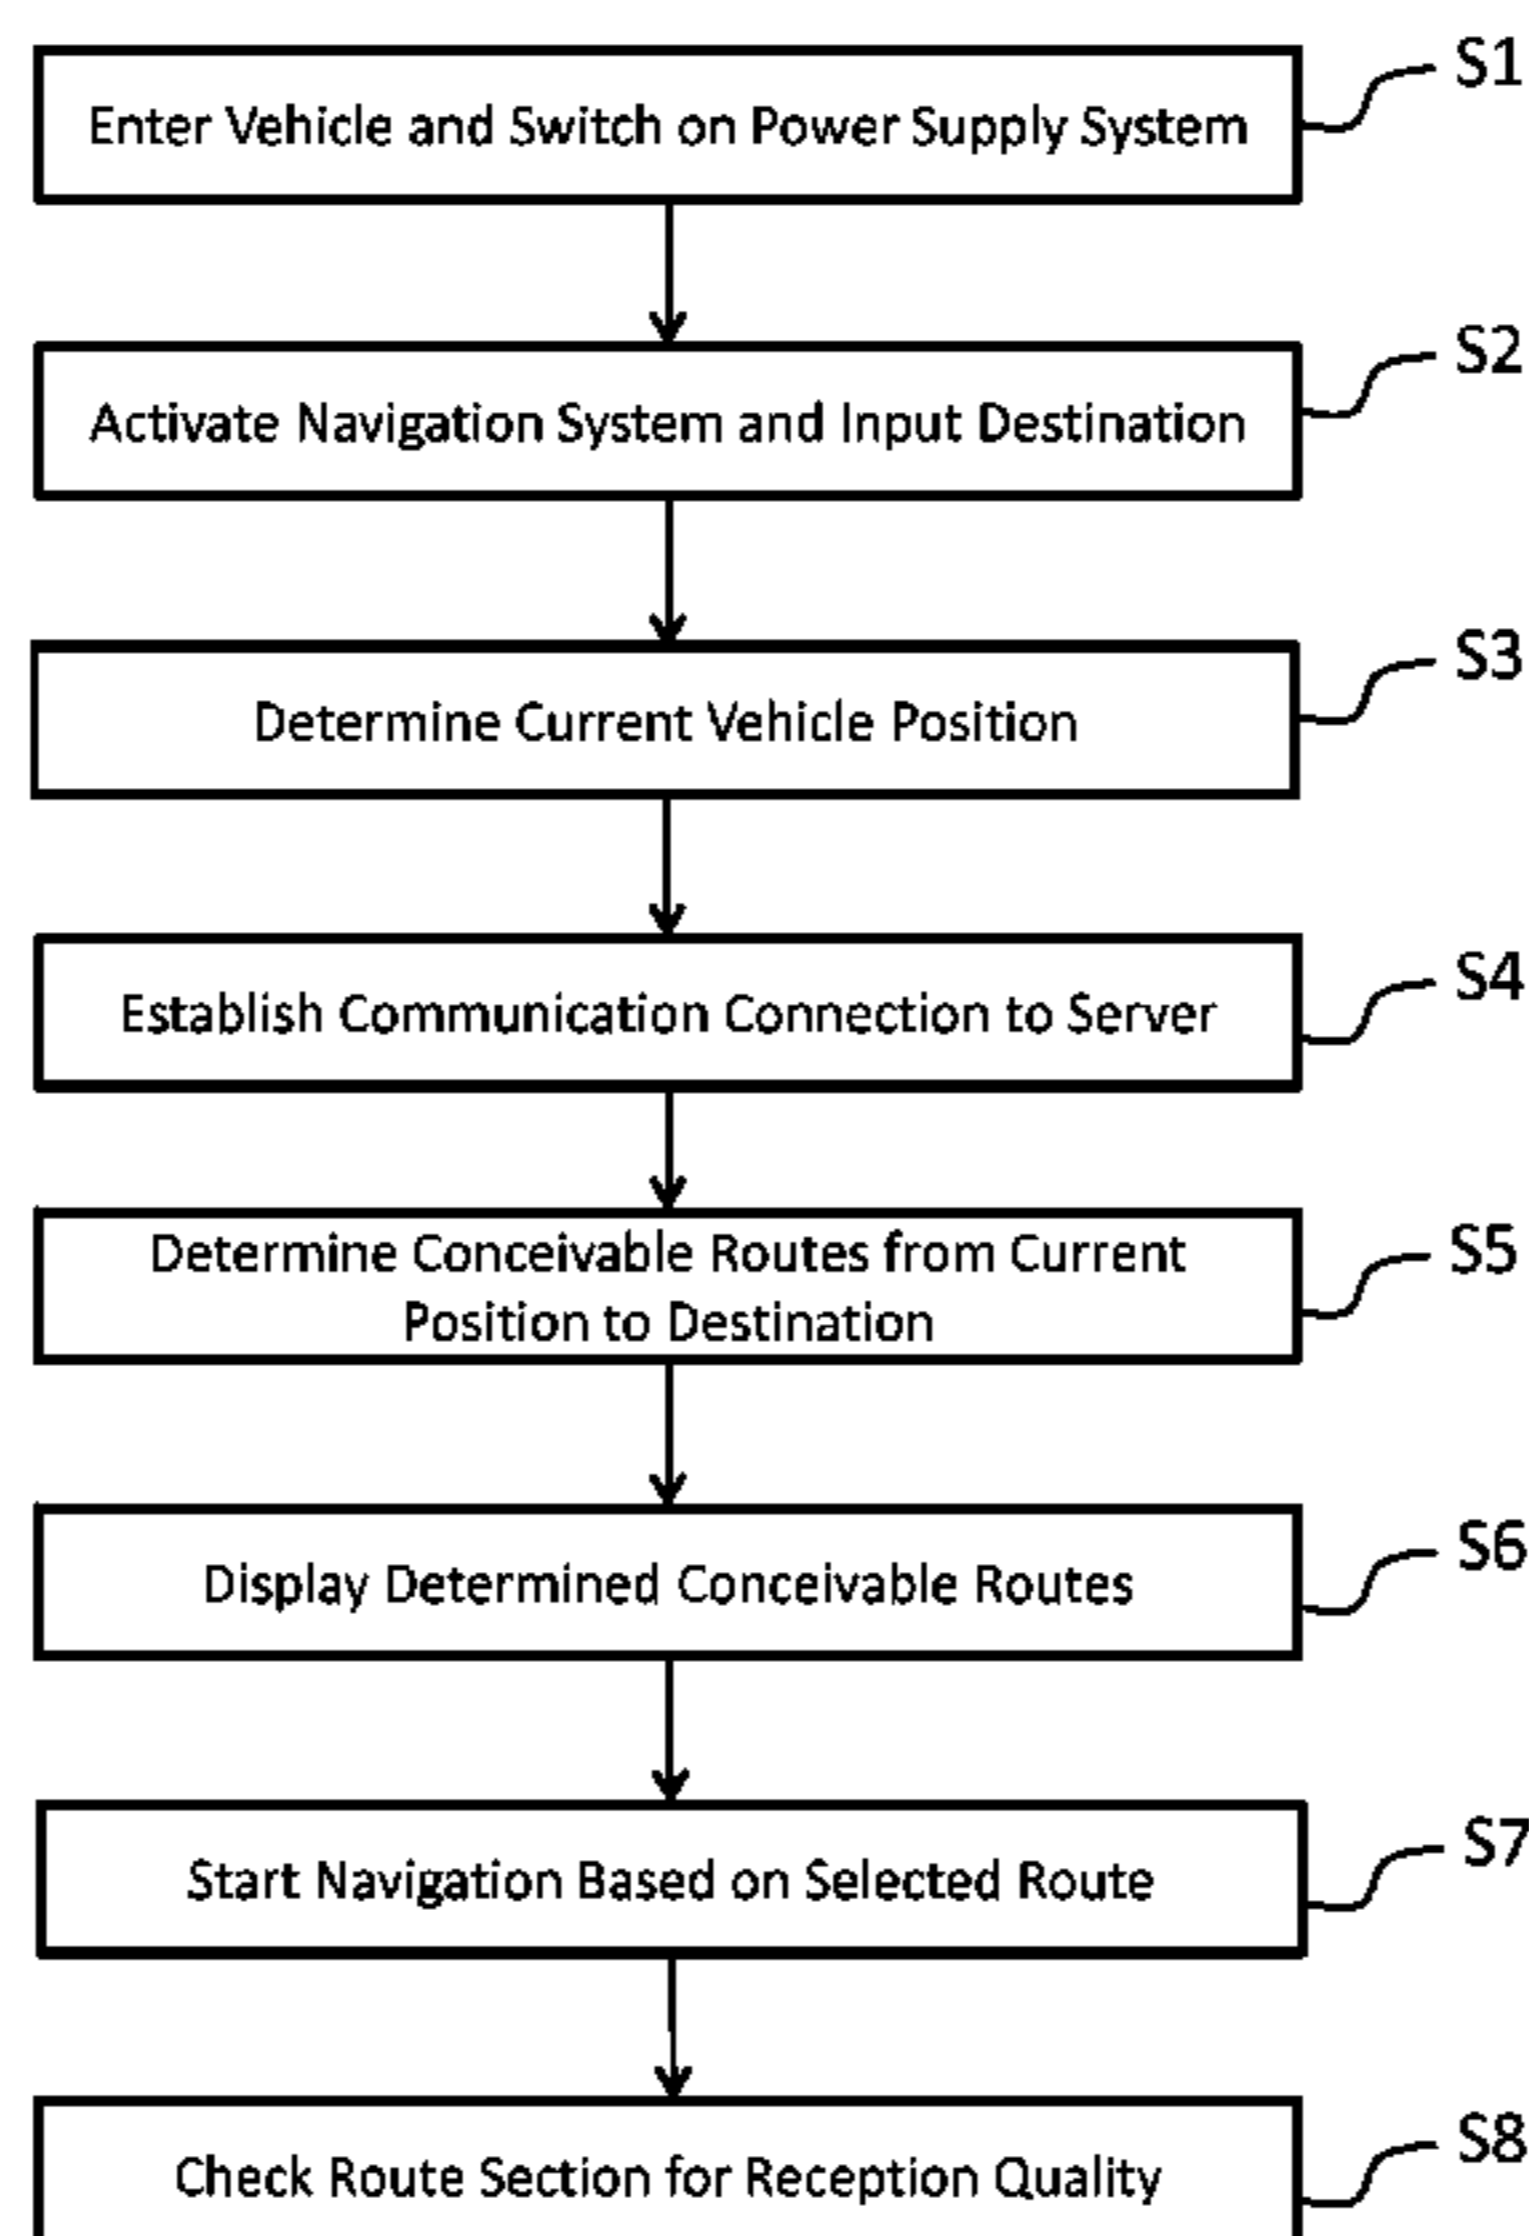 Enter Vehicle and Switch on Power Supply System
S1
Activate Navigation System and Input Destination
S2
Determine Current Vehicle Position
S3
Establish Communication Connection to Server
S4
Determine Conceivable Routes from Current
Position to Destination
S5
Display Determined Conceivable Routes
S6
Start Navigation Based on Selected Route
S7
Check Route Section for Reception Quality
S8